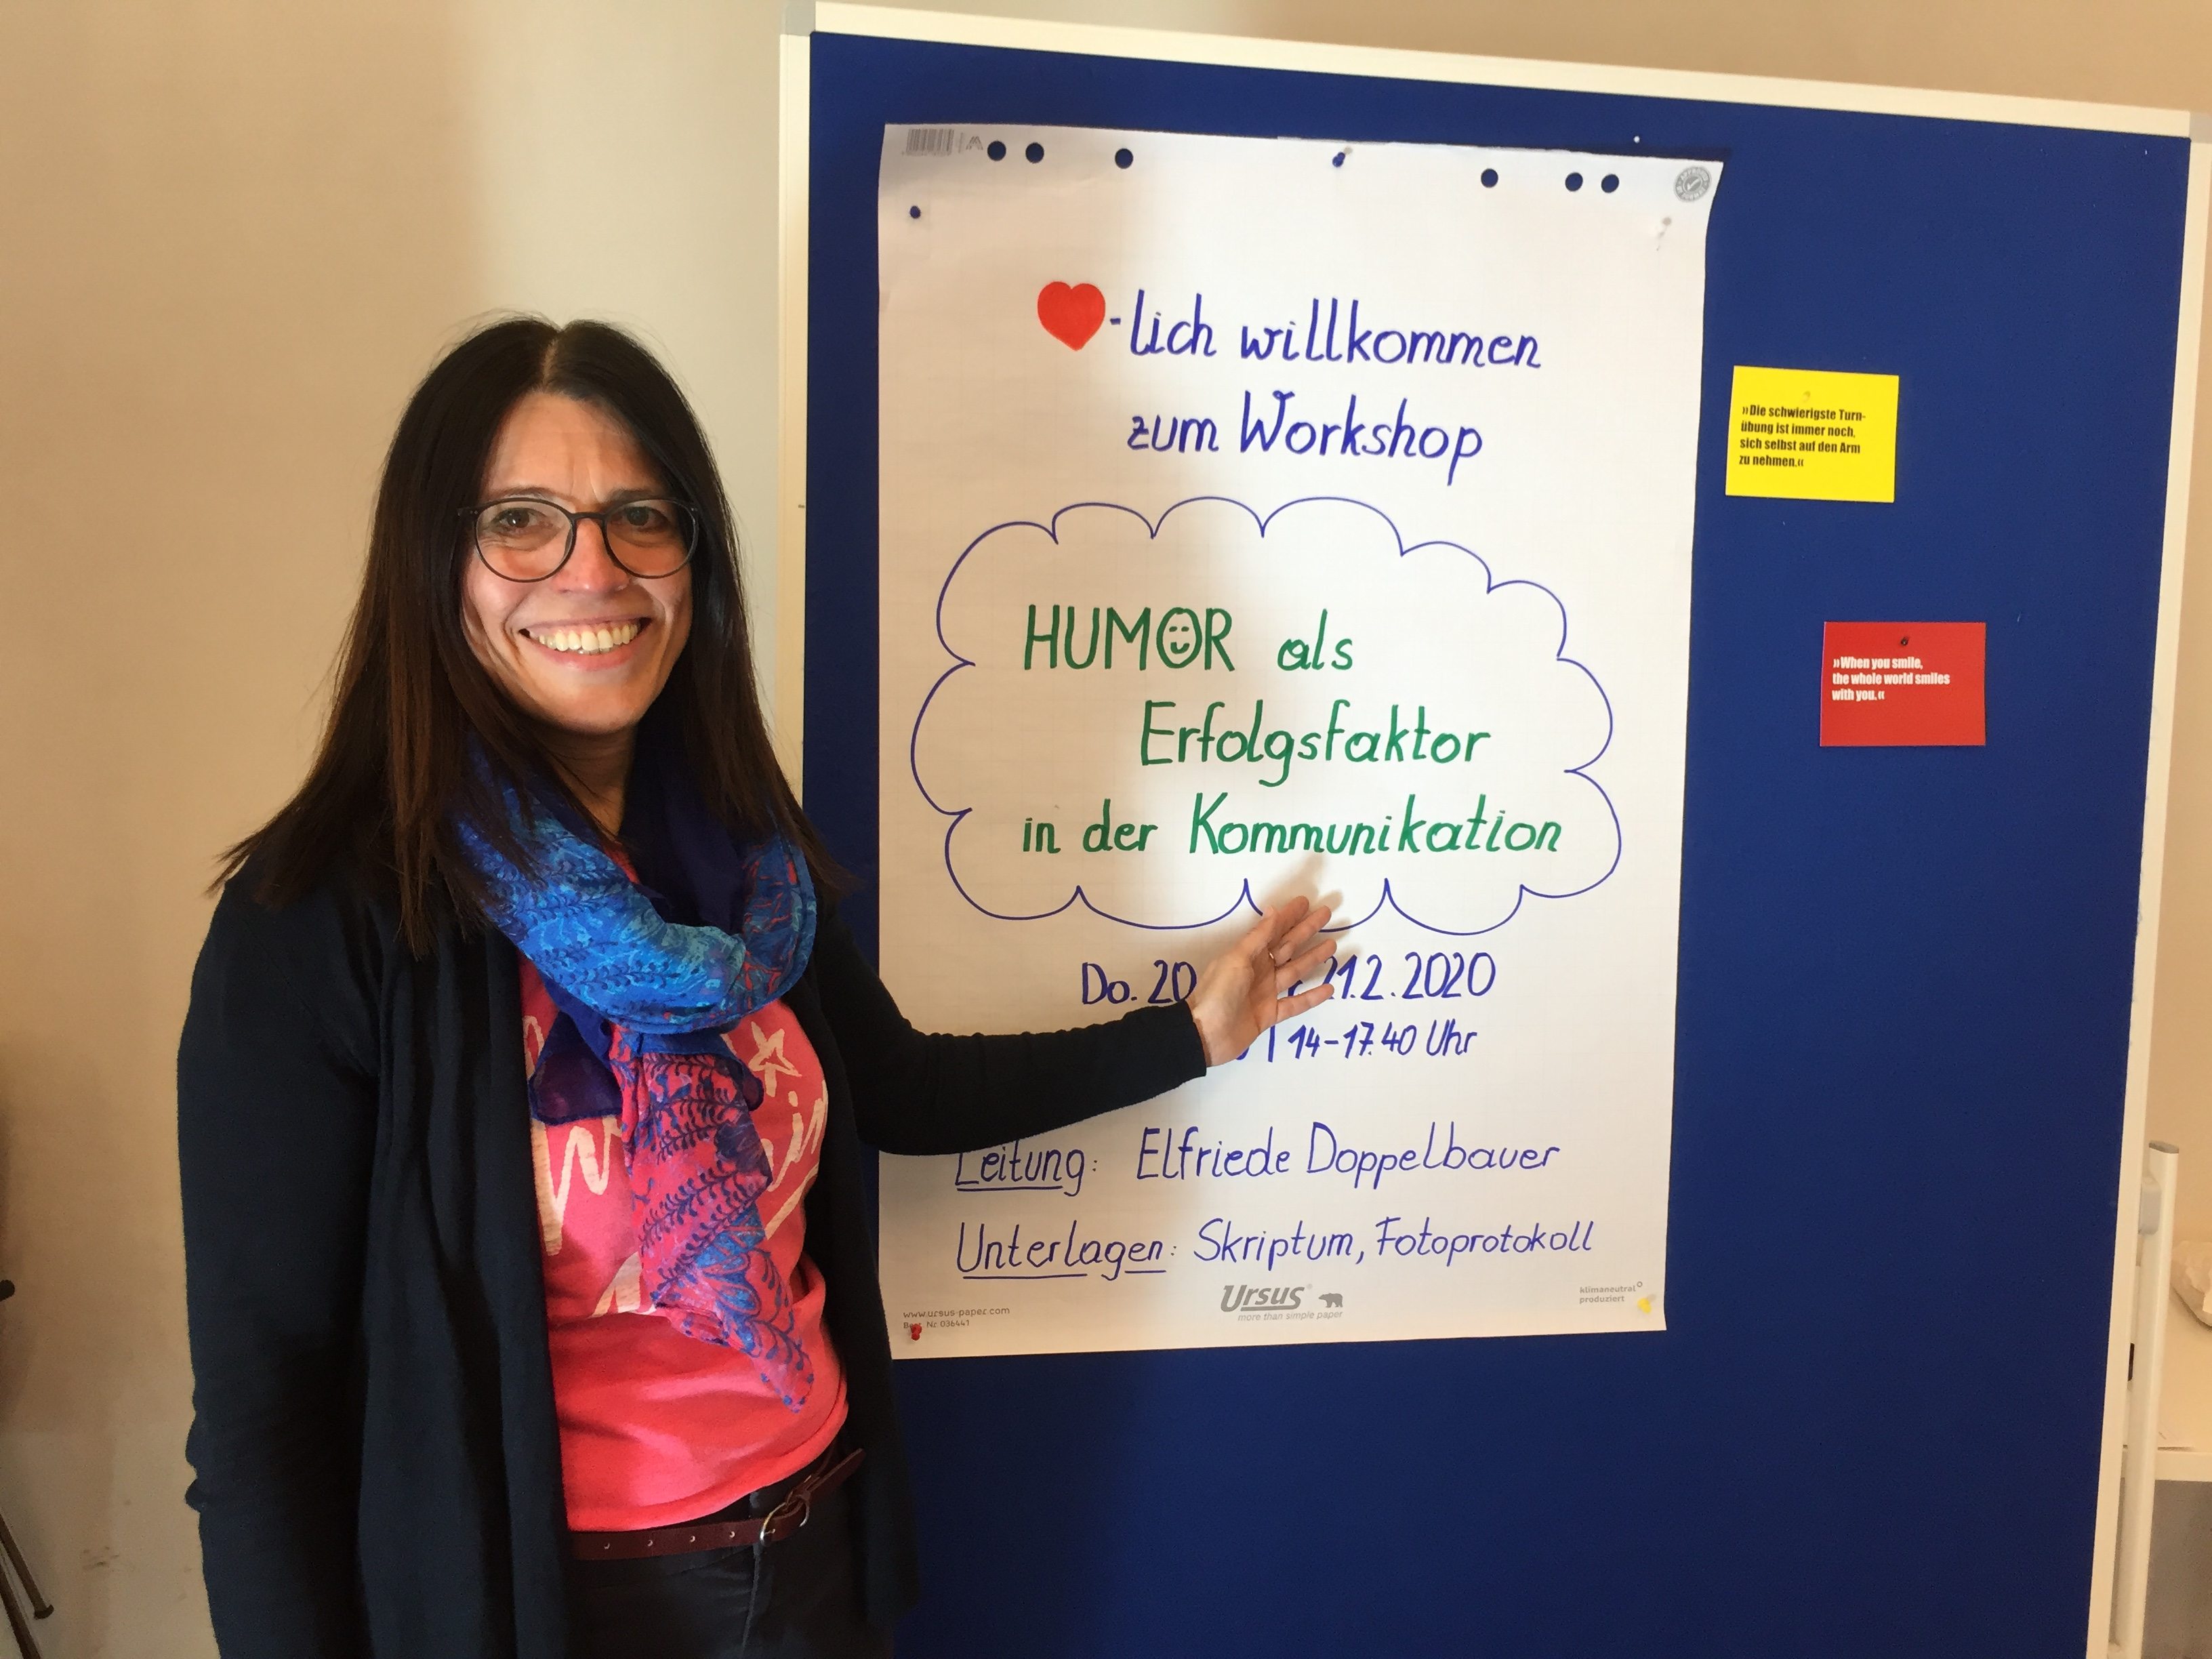 -lich willkommen
zum Workshop
HUMOR als
Erfolgsfaktor
in der Kommunikation
Do. 20 21.2.2020
14-17.40 Uhr
Leitung: Elfriede Doppelbauer
Unterlagen: Skriptum, Fotoprotokoll
www.ursus-paper.com
Best. Nr. 036441
Ursus®
more than simple paper
klimaneutral
produziert
»Die schwierigste Turn-
übung ist immer noch,
sich selbst auf den Arm
zu nehmen.«
»When you smile,
the whole world smiles
with you.«